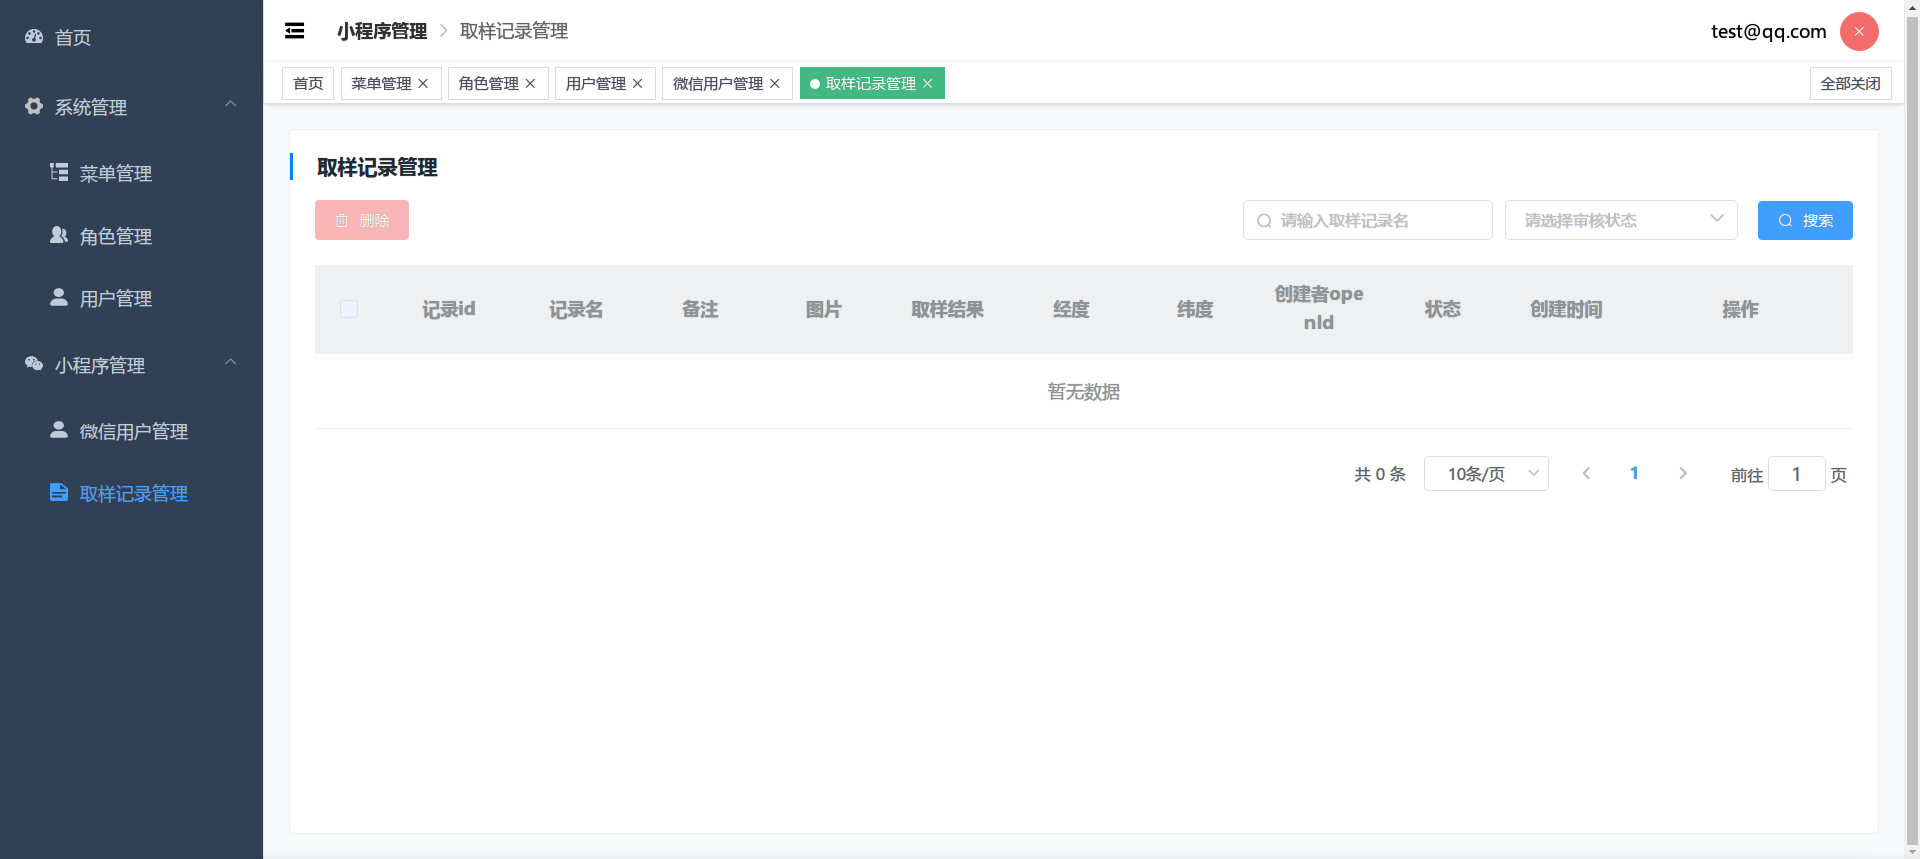 首页
系统管理
菜单管理
角色管理
用户管理
小程序管理
微信用户管理
取样记录管理
小程序管理 取样记录管理
test@qq.com
首页 菜单管理 角色管理 用户管理 微信用户管理 取样记录管理 全部关闭
取样记录管理
删除 请输入取样记录名 请选择审核状态 搜索
记录id 记录名 备注 图片 取样结果 经度 纬度 创建者ope
nId 状态 创建时间 操作
暂无数据
共 0 条 10条/页 1 前往 1 页